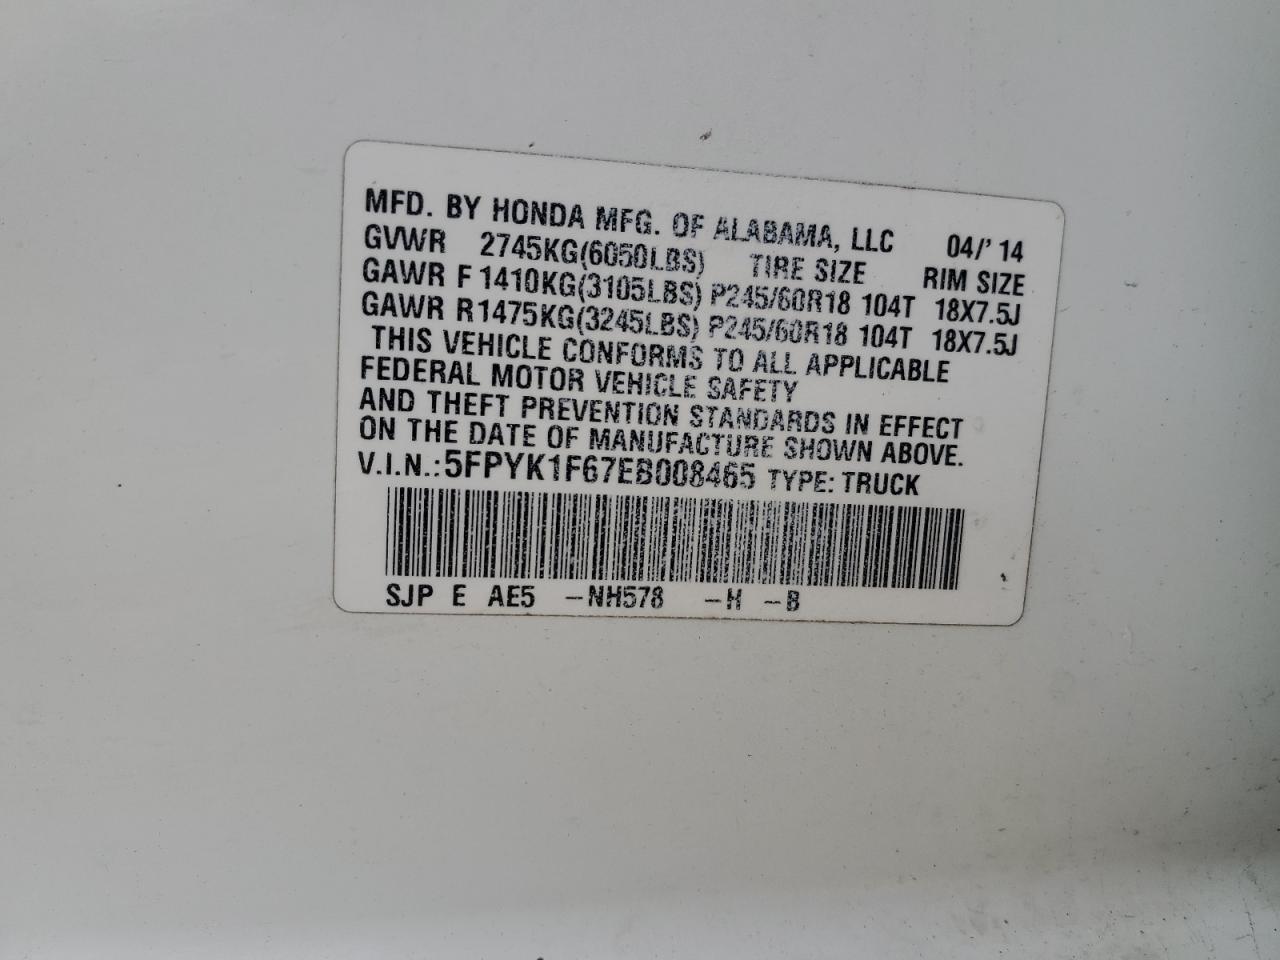 MFD. BY HONDA MFG. OF ALABAMA, LLC 04/'14
GVWR 2745KG(6050LBS) TIRE SIZE RIM SIZE
GAWR F 1410KG(3105LBS) P245/60R18 104T 18X7.5J
GAWR R 1475KG(3245LBS) P245/60R18 104T 18X7.5J
THIS VEHICLE CONFORMS TO ALL APPLICABLE
FEDERAL MOTOR VEHICLE SAFETY
AND THEFT PREVENTION STANDARDS IN EFFECT
ON THE DATE OF MANUFACTURE SHOWN ABOVE.
V.I.N.: 5FPYK1F67EB008465 TYPE: TRUCK
SJP E AE5 -NH578 -H -B